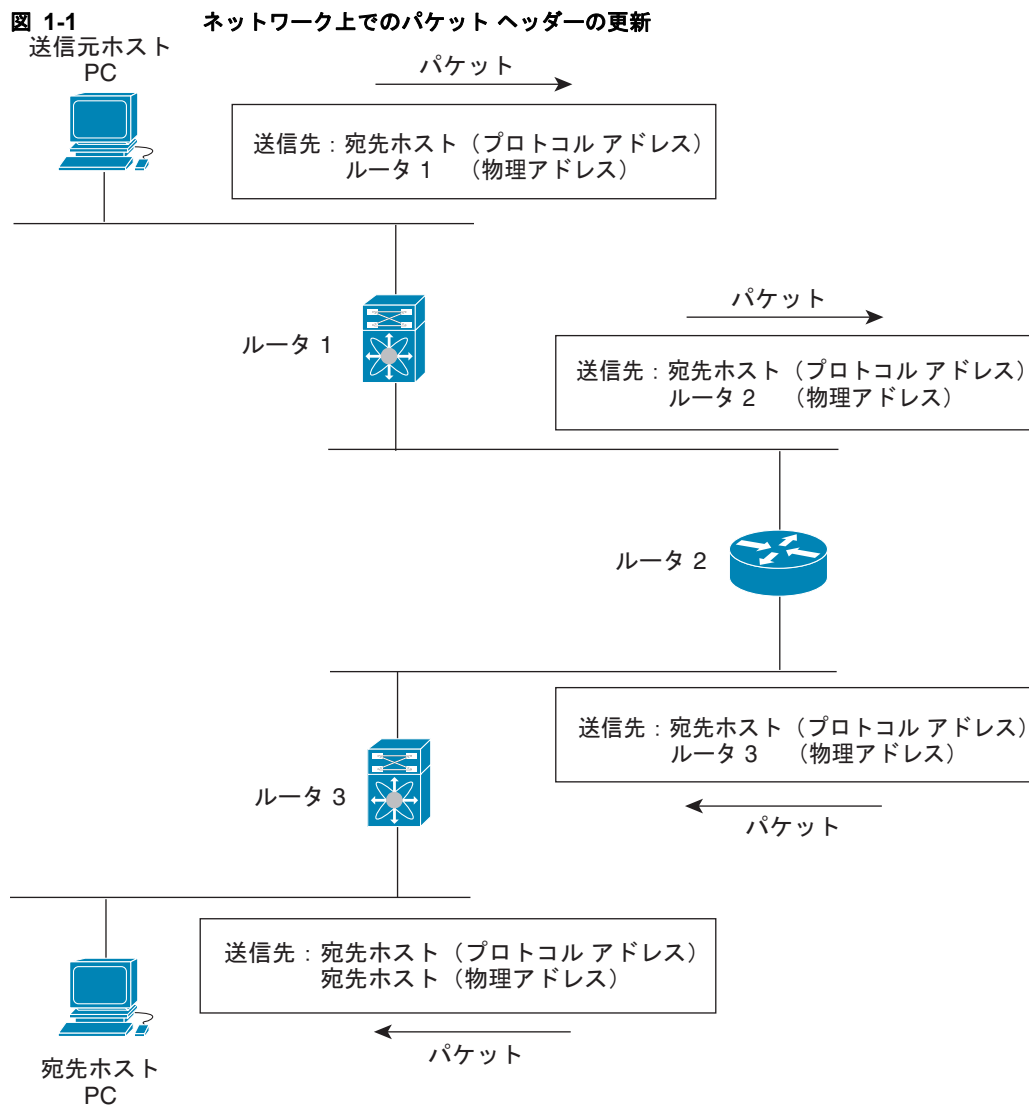 図 1-1 ネットワーク上でのパケット ヘッダーの更新
送信元ホスト
PC
パケット
送信先：宛先ホスト（プロトコル アドレス）
ルータ 1 （物理アドレス）
ルータ 1
パケット
送信先：宛先ホスト（プロトコル アドレス）
ルータ 2 （物理アドレス）
ルータ 2
送信先：宛先ホスト（プロトコル アドレス）
ルータ 3 （物理アドレス）
ルータ 3
パケット
送信先：宛先ホスト（プロトコル アドレス）
宛先ホスト（物理アドレス）
パケット
宛先ホスト
PC